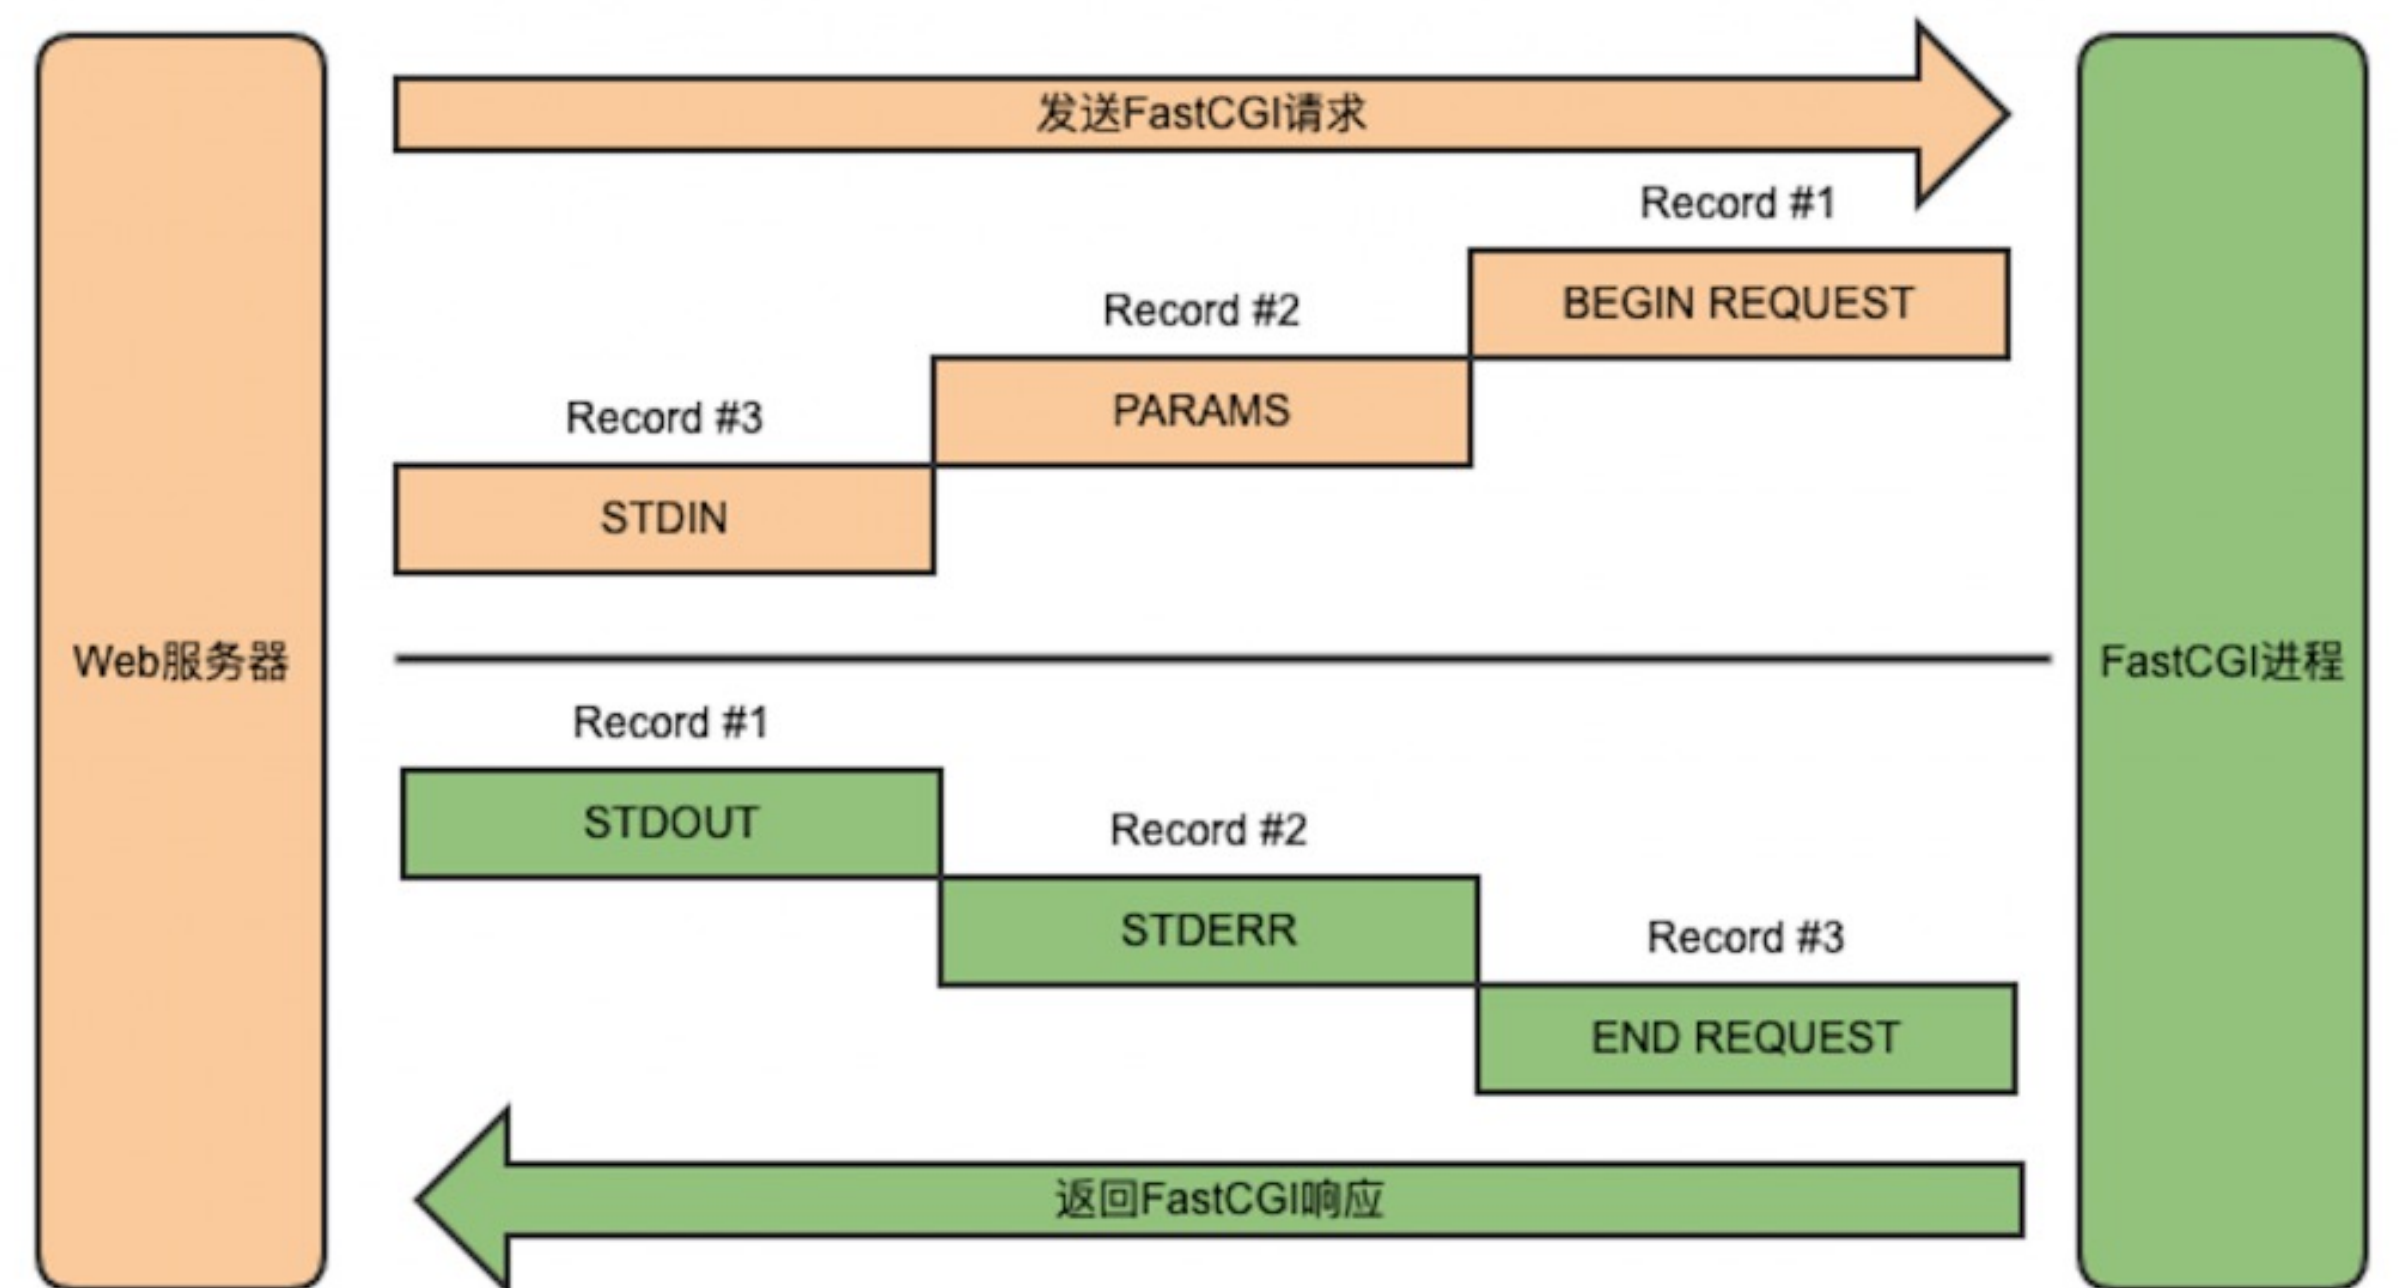 发送FastCGI请求
Record #1
BEGIN REQUEST
Record #2
PARAMS
Record #3
STDIN
Web服务器
FastCGI进程
Record #1
STDOUT
Record #2
STDERR
Record #3
END REQUEST
返回FastCGI响应